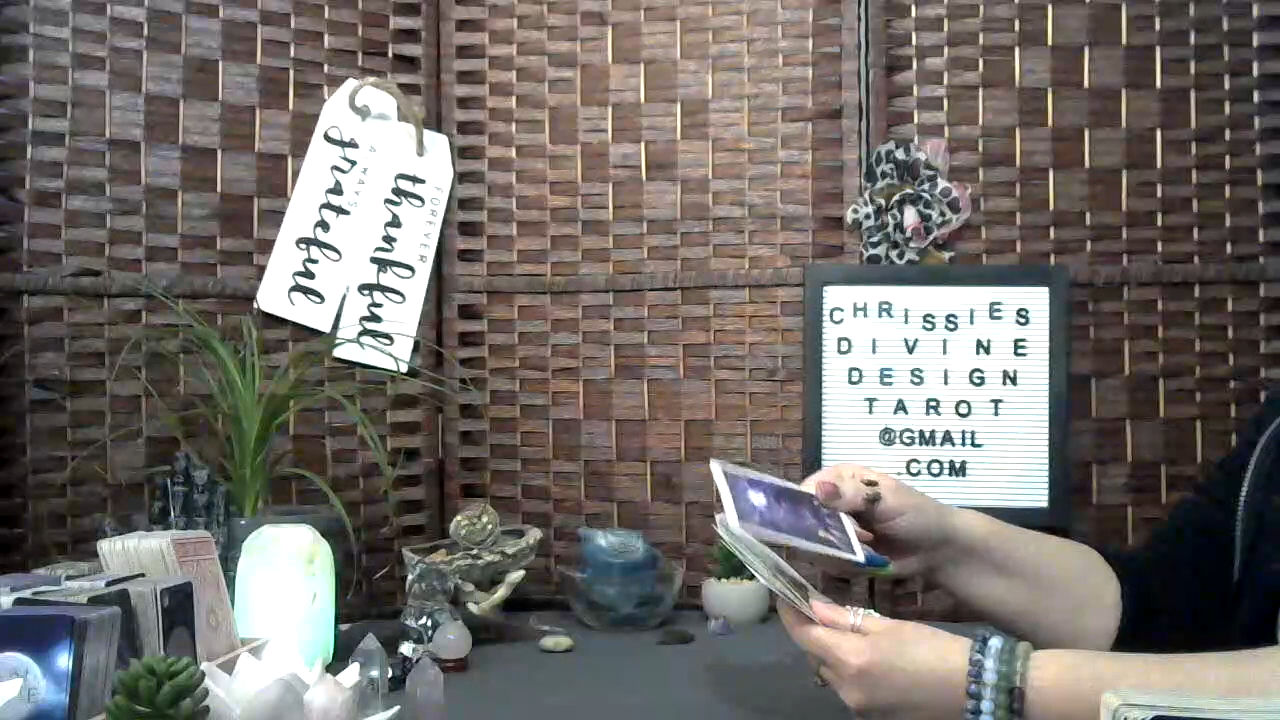 FOREVER
thankful
ALWAYS
grateful
CHRISSIES
DIVINE
DESIGN
TAROT
@GMAIL
.COM